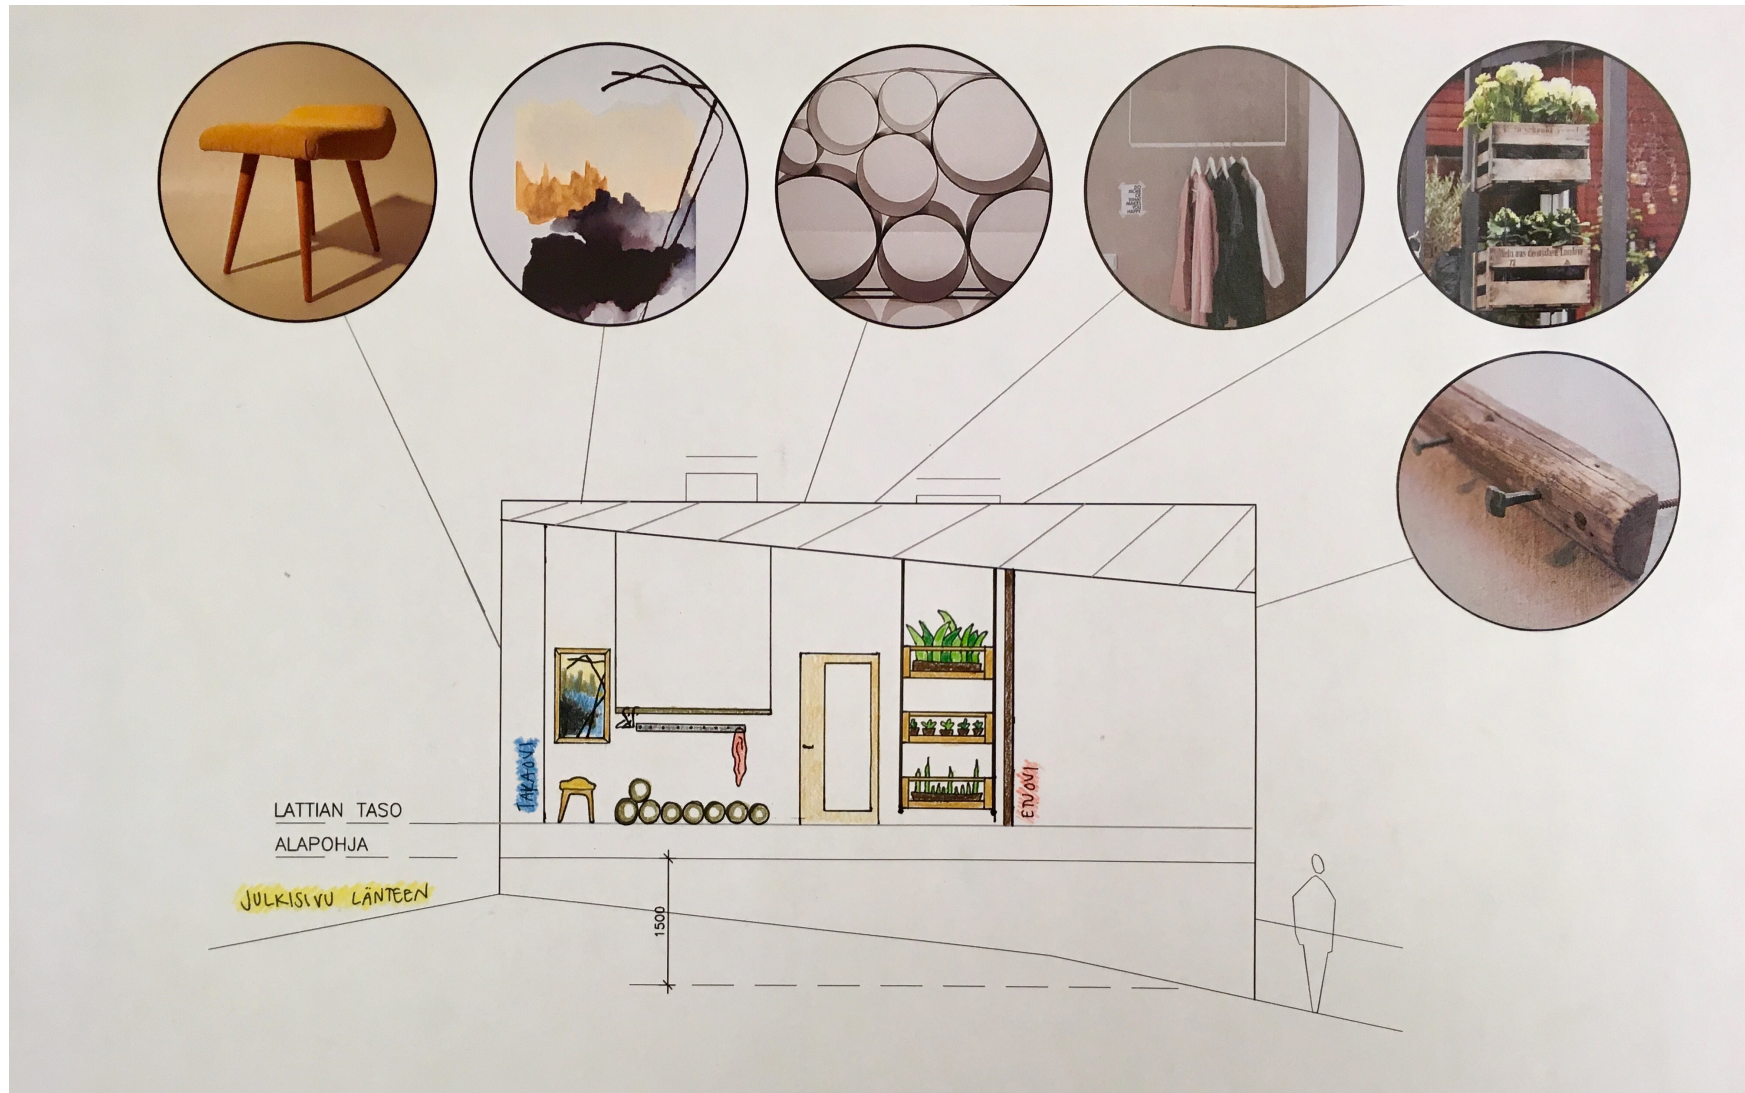 TAKAOVI
ETUOVI
LATTIAN TASO
ALAPOHJA
JULKISIVU LÄNTEEN
1500